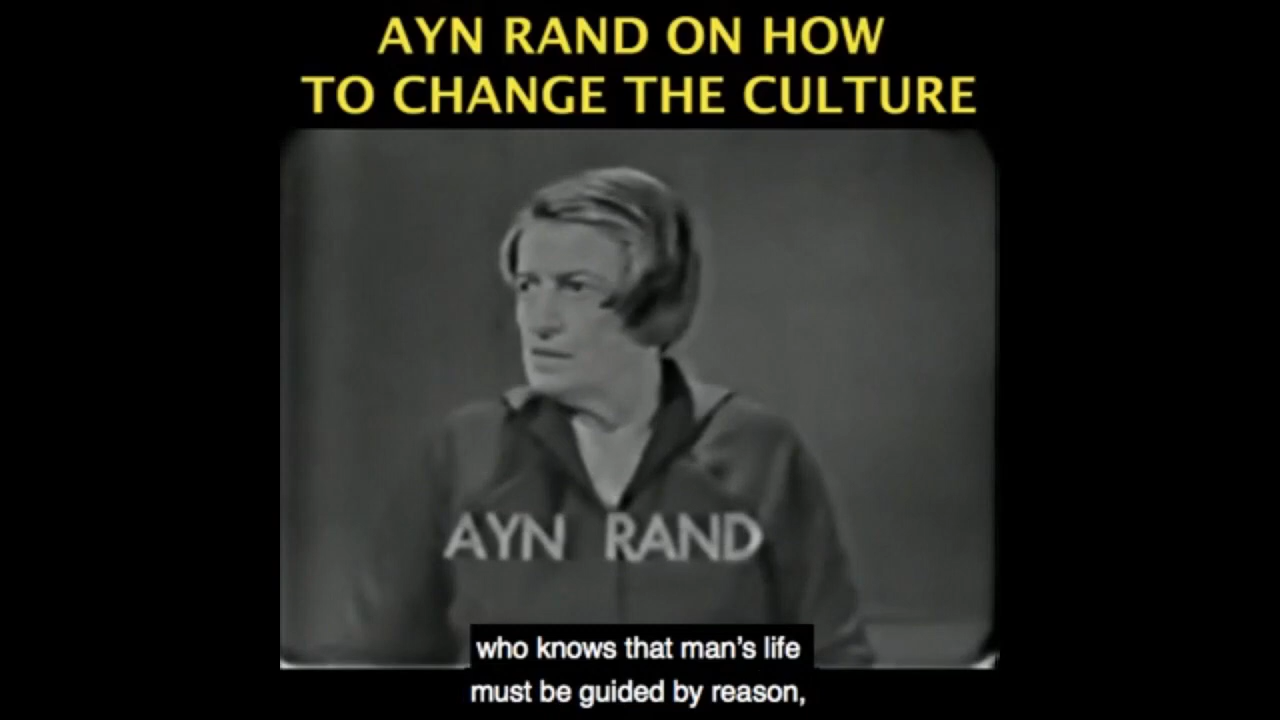 AYN RAND ON HOW
TO CHANGE THE CULTURE
AYN RAND
who knows that man’s life
must be guided by reason,